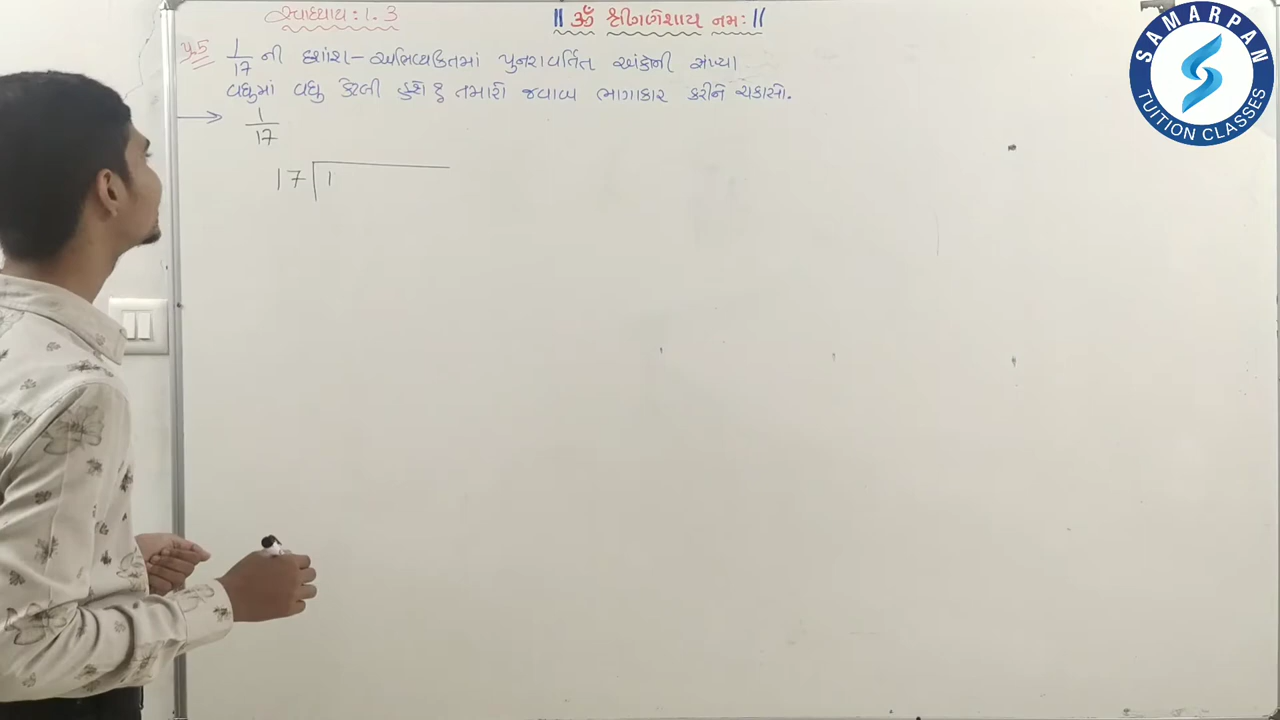 સ્વાધ્યાય : 1.3
॥ ૐ શ્રી ગણેશાય નમઃ ॥
પ્ર.5 1/17 ની દશાંશ-અભિવ્યક્તિમાં પુનરાવર્તિત અંકોની સંખ્યા
વધુમાં વધુ કેટલી હશે ? તમારો જવાબ ભાગાકાર કરીને ચકાસો.
→ 1/17
17 1
SAMARPAN
TUITION CLASSES